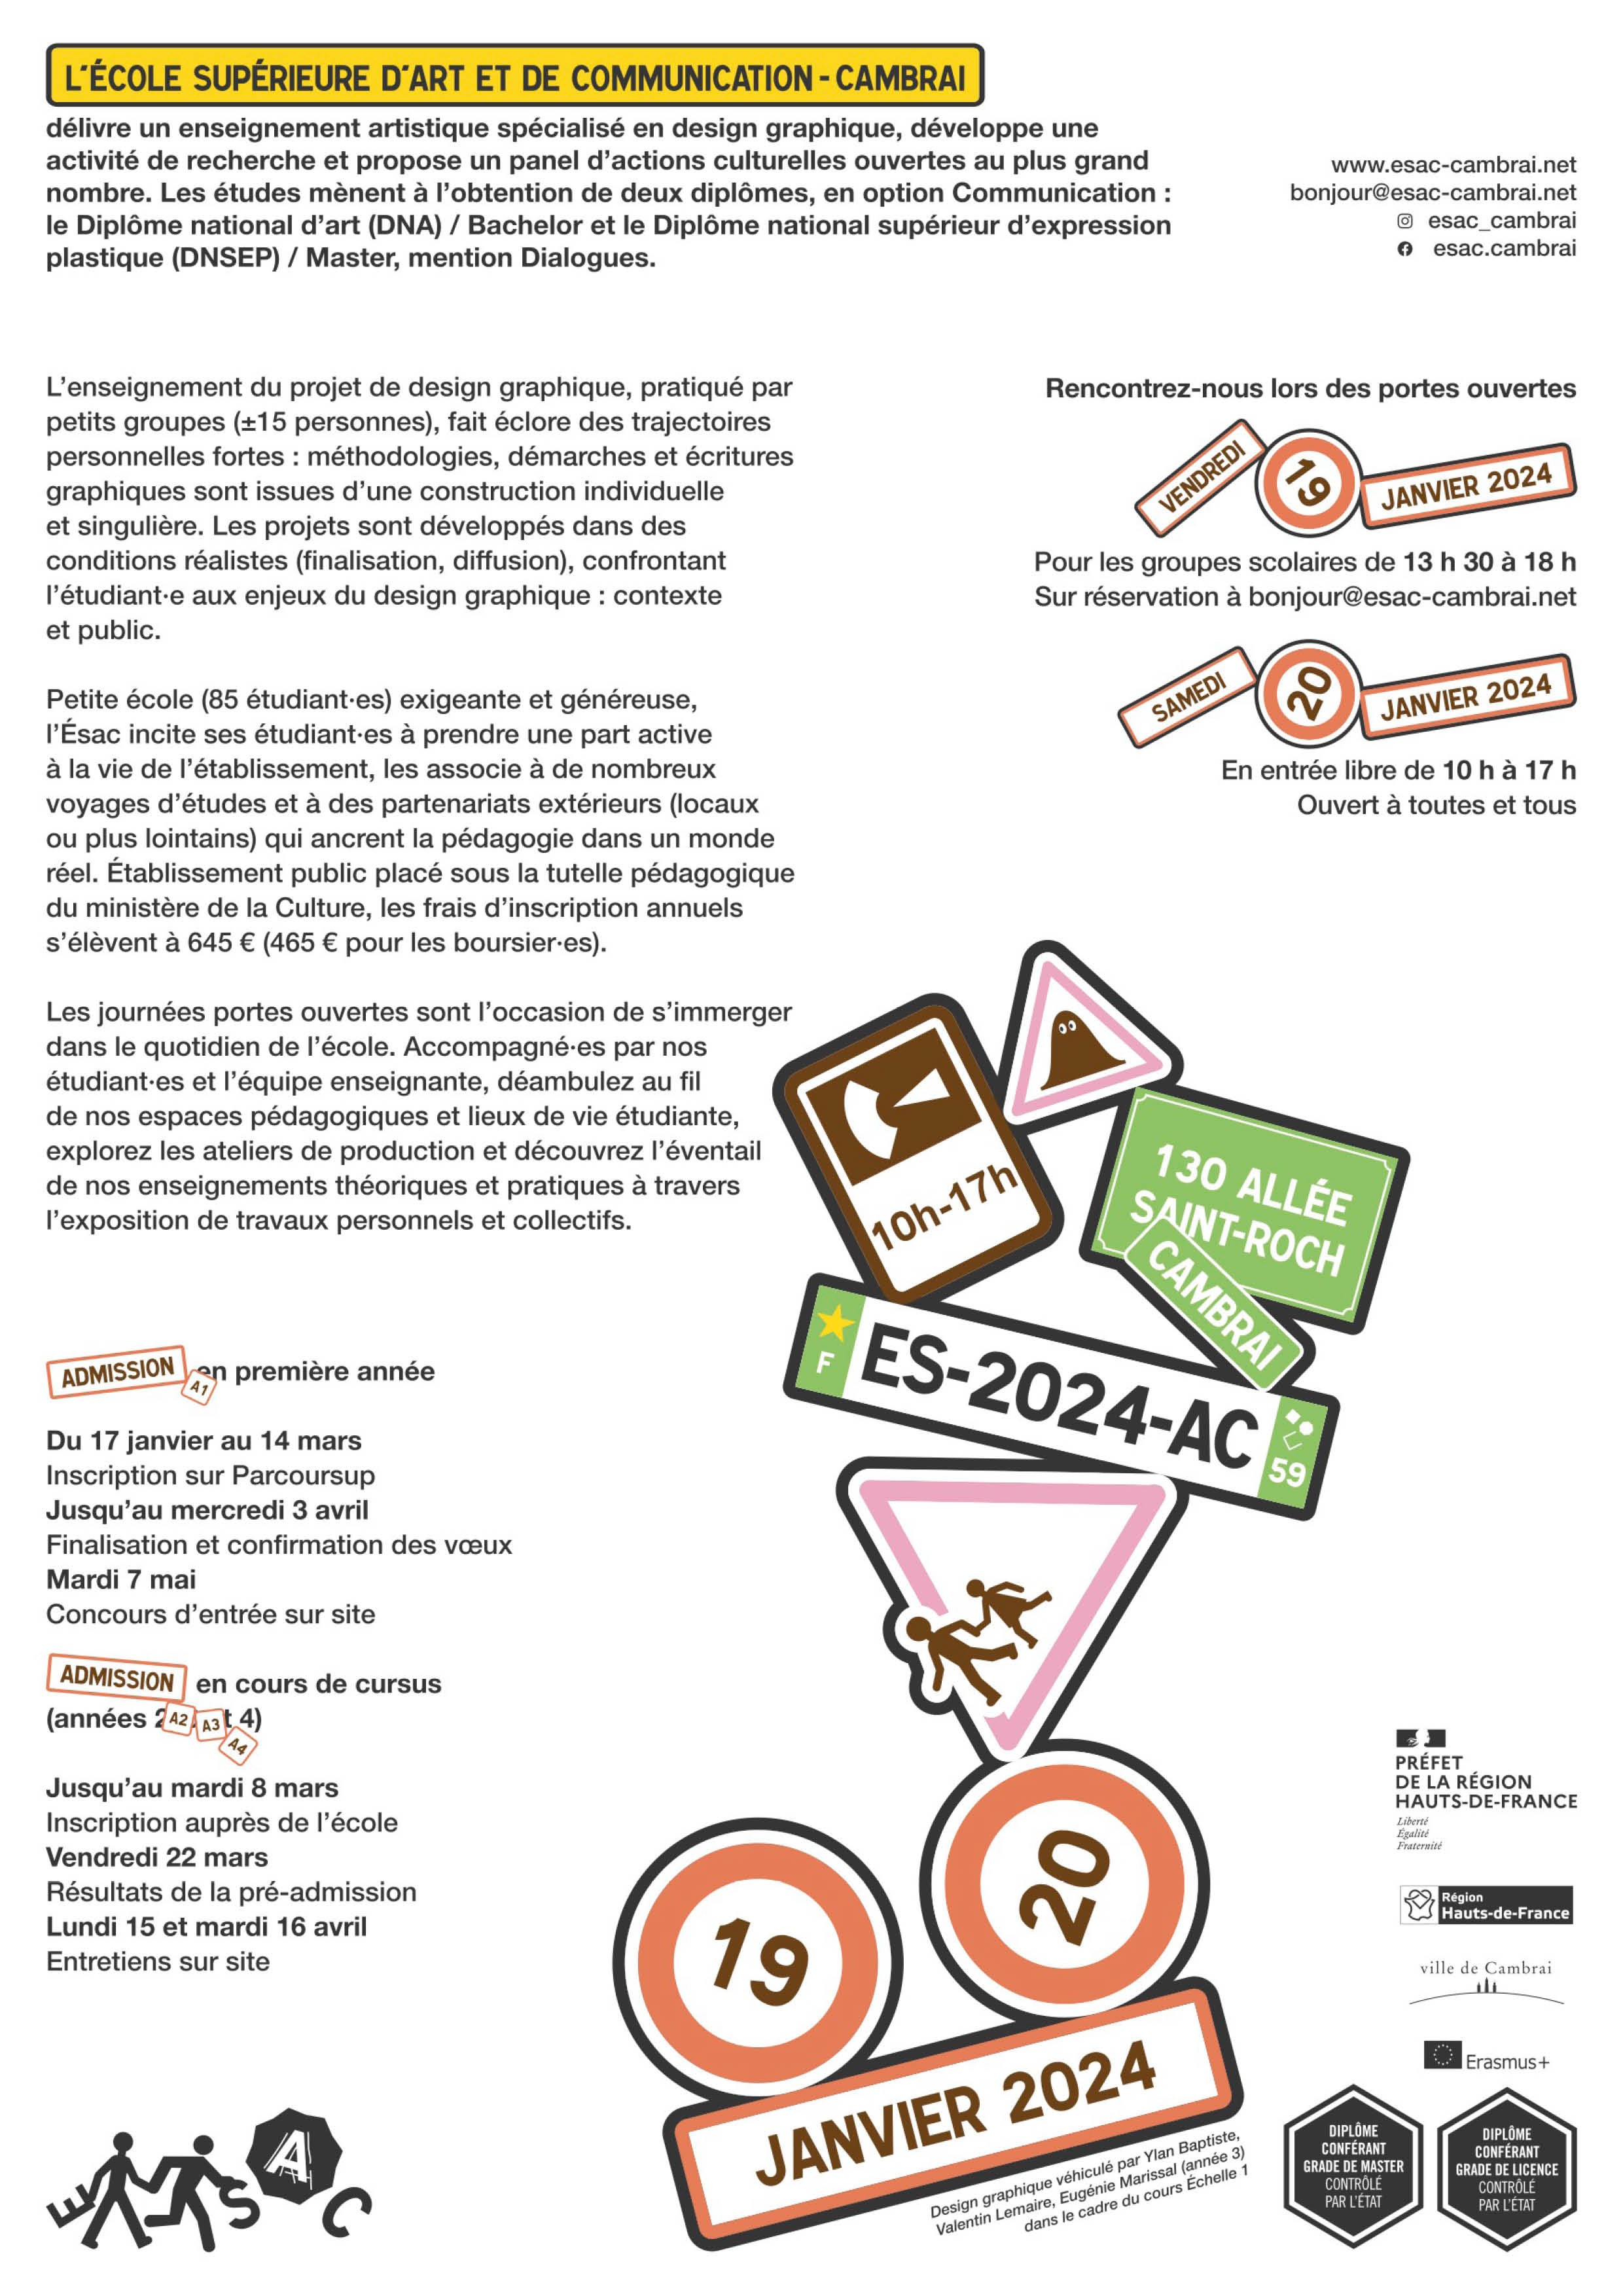 L'ÉCOLE SUPÉRIEURE D'ART ET DE COMMUNICATION - CAMBRAI
délivre un enseignement artistique spécialisé en design graphique, développe une
activité de recherche et propose un panel d’actions culturelles ouvertes au plus grand
nombre. Les études mènent à l’obtention de deux diplômes, en option Communication :
le Diplôme national d’art (DNA) / Bachelor et le Diplôme national supérieur d’expression
plastique (DNSEP) / Master, mention Dialogues.
www.esac-cambrai.net
bonjour@esac-cambrai.net
esac_cambrai
esac.cambrai
L’enseignement du projet de design graphique, pratiqué par
petits groupes (±15 personnes), fait éclore des trajectoires
personnelles fortes : méthodologies, démarches et écritures
graphiques sont issues d’une construction individuelle
et singulière. Les projets sont développés dans des
conditions réalistes (finalisation, diffusion), confrontant
l’étudiant·e aux enjeux du design graphique : contexte
et public.
Petite école (85 étudiant·es) exigeante et généreuse,
l’Ésac incite ses étudiant·es à prendre une part active
à la vie de l’établissement, les associe à de nombreux
voyages d’études et à des partenariats extérieurs (locaux
ou plus lointains) qui ancrent la pédagogie dans un monde
réel. Établissement public placé sous la tutelle pédagogique
du ministère de la Culture, les frais d’inscription annuels
s’élèvent à 645 € (465 € pour les boursier·es).
Les journées portes ouvertes sont l’occasion de s’immerger
dans le quotidien de l’école. Accompagné·es par nos
étudiant·es et l’équipe enseignante, déambulez au fil
de nos espaces pédagogiques et lieux de vie étudiante,
explorez les ateliers de production et découvrez l’éventail
de nos enseignements théoriques et pratiques à travers
l’exposition de travaux personnels et collectifs.
Rencontrez-nous lors des portes ouvertes
VENDREDI 19 JANVIER 2024
Pour les groupes scolaires de 13 h 30 à 18 h
Sur réservation à bonjour@esac-cambrai.net
SAMEDI 20 JANVIER 2024
En entrée libre de 10 h à 17 h
Ouvert à toutes et tous
ADMISSION A1 en première année
Du 17 janvier au 14 mars
Inscription sur Parcoursup
Jusqu’au mercredi 3 avril
Finalisation et confirmation des vœux
Mardi 7 mai
Concours d’entrée sur site
ADMISSION en cours de cursus
(années 2 A2 A3 t 4)
A4
Jusqu’au mardi 8 mars
Inscription auprès de l’école
Vendredi 22 mars
Résultats de la pré-admission
Lundi 15 et mardi 16 avril
Entretiens sur site
10h-17h
130 ALLÉE
SAINT-ROCH
CAMBRAI
F ES-2024-AC 59
19
20
JANVIER 2024
Design graphique véhiculé par Ylan Baptiste,
Valentin Lemaire, Eugénie Marissal (année 3)
dans le cadre du cours Échelle 1
ESAC
PRÉFET
DE LA RÉGION
HAUTS-DE-FRANCE
Liberté
Égalité
Fraternité
Région
Hauts-de-France
ville de Cambrai
Erasmus+
DIPLÔME
CONFÉRANT
GRADE DE MASTER
CONTRÔLÉ
PAR L'ÉTAT
DIPLÔME
CONFÉRANT
GRADE DE LICENCE
CONTRÔLÉ
PAR L'ÉTAT